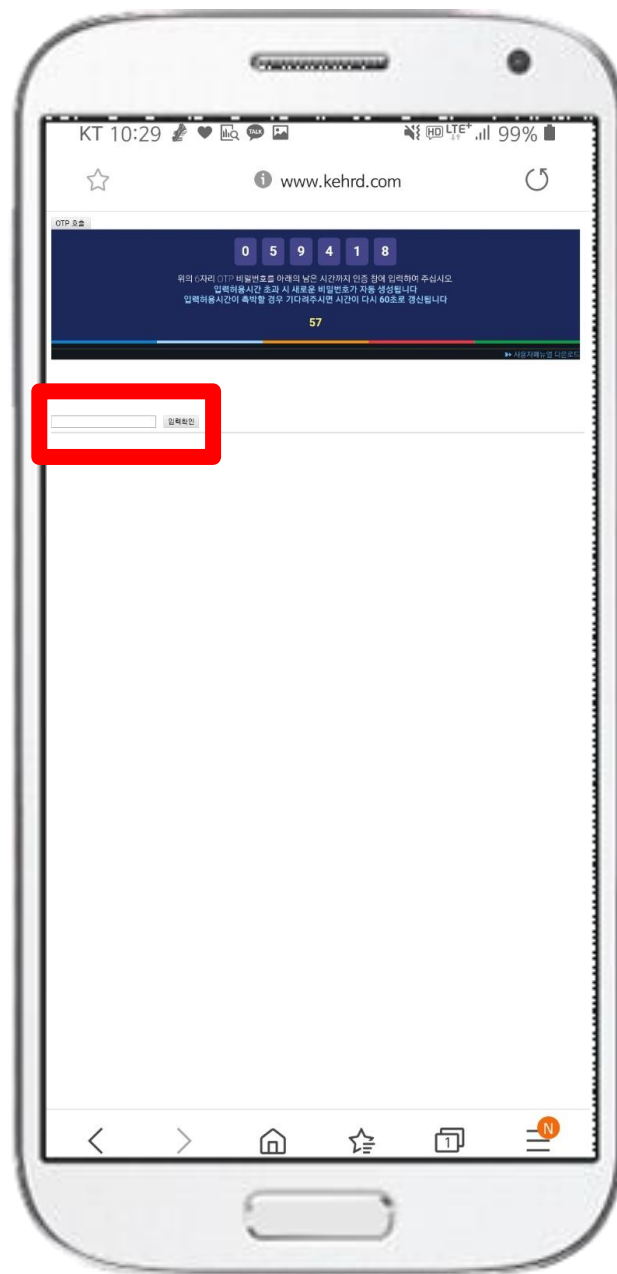 KT 10:29 TALK HD LTE+ 99%
www.kehrd.com
OTP 호출
0 5 9 4 1 8
위의 6자리 OTP 비밀번호를 아래의 남은 시간까지 인증 창에 입력하여 주십시오
입력허용시간 초과 시 새로운 비밀번호가 자동 생성됩니다
입력허용시간이 촉박할 경우 기다려주시면 시간이 다시 60초로 갱신됩니다
57
사용자메뉴얼 다운로드
입력확인
1 N